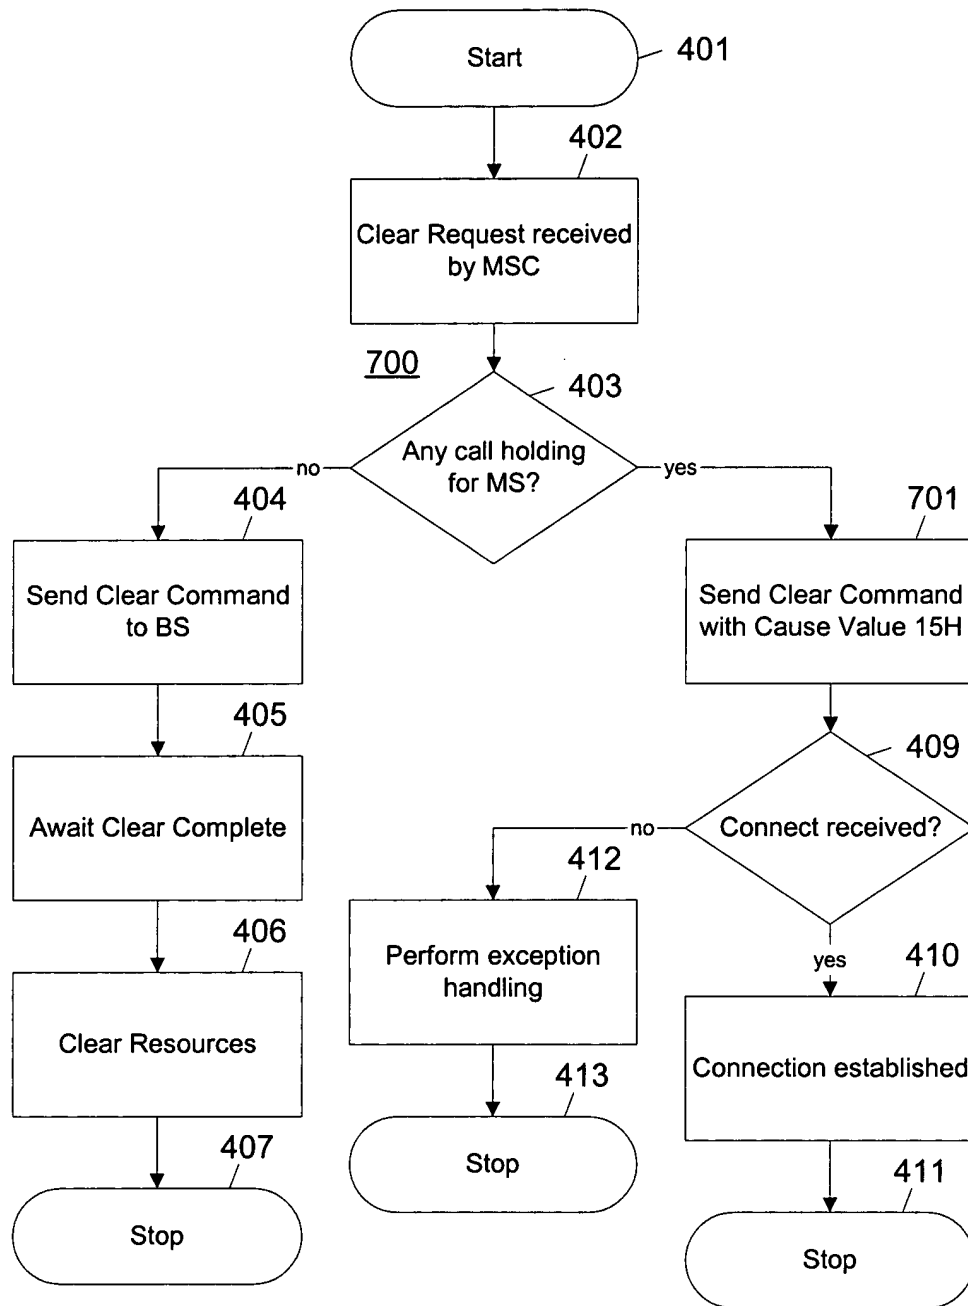 Start
401
402
Clear Request received
by MSC
700
403
Any call holding
for MS?
no
yes
404
701
Send Clear Command
to BS
Send Clear Command
with Cause Value 15H
405
409
Await Clear Complete
Connect received?
no
412
406
yes
410
Perform exception
handling
Clear Resources
Connection established
413
407
411
Stop
Stop
Stop